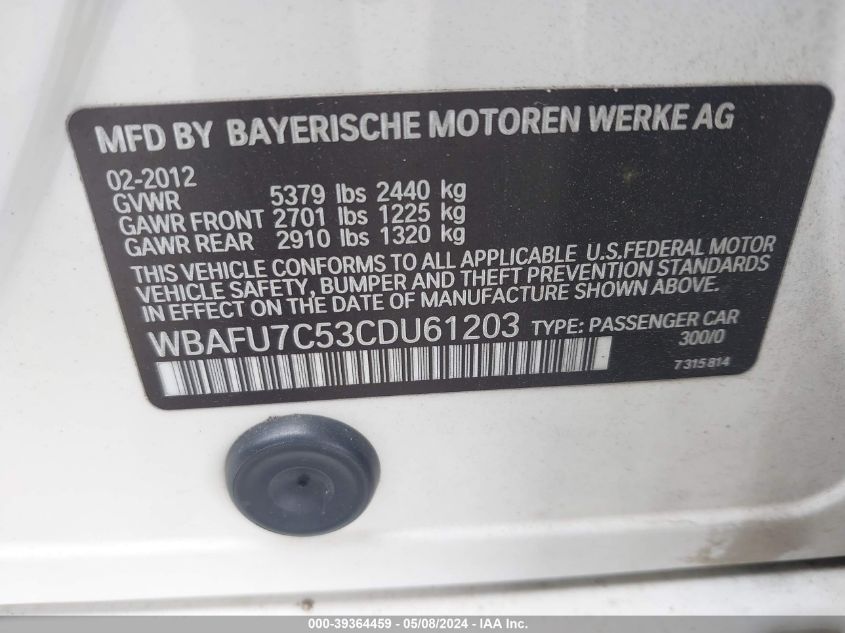 MFD BY BAYERISCHE MOTOREN WERKE AG
02-2012
GVWR 5379 lbs 2440 kg
GAWR FRONT 2701 lbs 1225 kg
GAWR REAR 2910 lbs 1320 kg
THIS VEHICLE CONFORMS TO ALL APPLICABLE U.S.FEDERAL MOTOR
VEHICLE SAFETY, BUMPER AND THEFT PREVENTION STANDARDS
IN EFFECT ON THE DATE OF MANUFACTURE SHOWN ABOVE.
WBAFU7C53CDU61203 TYPE: PASSENGER CAR
300/0
7 315 814
000-39364459 - 05/08/2024 - IAA Inc.